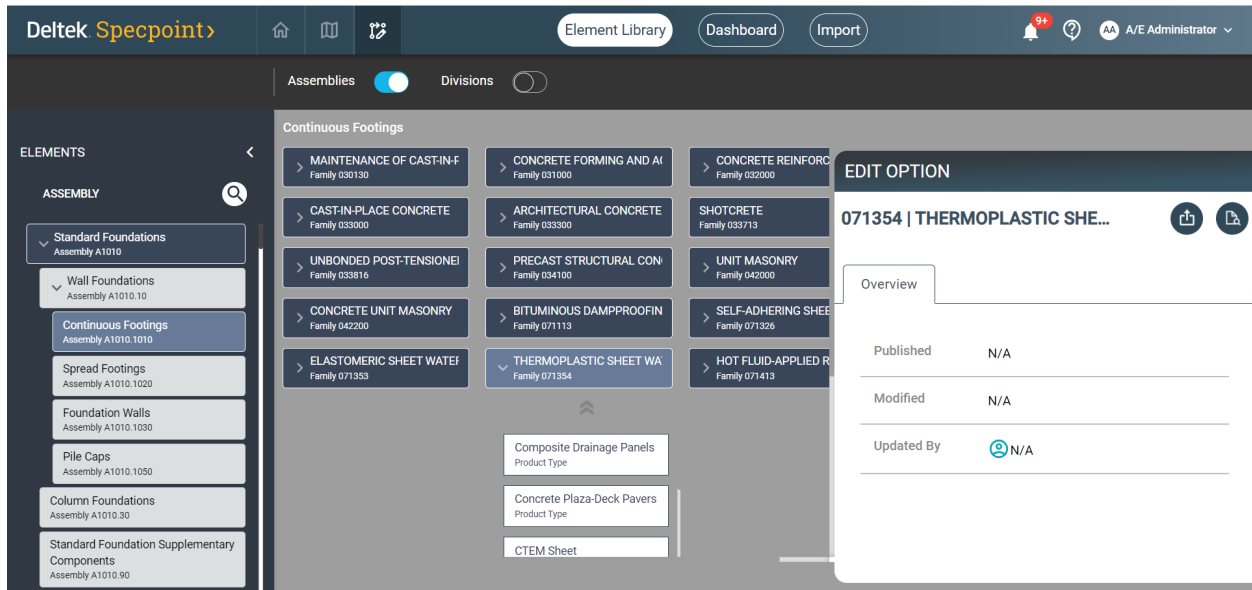 Deltek Specpoint>
Element Library
Dashboard
Import
9+
AA
A/E Administrator
Assemblies
Divisions
ELEMENTS
ASSEMBLY
Standard Foundations
Assembly A1010
Wall Foundations
Assembly A1010.10
Continuous Footings
Assembly A1010.1010
Spread Footings
Assembly A1010.1020
Foundation Walls
Assembly A1010.1030
Pile Caps
Assembly A1010.1050
Column Foundations
Assembly A1010.30
Standard Foundation Supplementary
Components
Assembly A1010.90
Continuous Footings
MAINTENANCE OF CAST-IN-P
Family 030130
CONCRETE FORMING AND A
Family 031000
CONCRETE REINFORC
Family 032000
CAST-IN-PLACE CONCRETE
Family 033000
ARCHITECTURAL CONCRETE
Family 033300
SHOTCRETE
Family 033713
UNBONDED POST-TENSIONE
Family 033816
PRECAST STRUCTURAL CON
Family 034100
UNIT MASONRY
Family 042000
CONCRETE UNIT MASONRY
Family 042200
BITUMINOUS DAMPPROOFIN
Family 071113
SELF-ADHERING SHEE
Family 071326
ELASTOMERIC SHEET WATER
Family 071353
THERMOPLASTIC SHEET WA
Family 071354
HOT FLUID-APPLIED R
Family 071413
Composite Drainage Panels
Product Type
Concrete Plaza-Deck Pavers
Product Type
CTEM Sheet
EDIT OPTION
071354 | THERMOPLASTIC SHE...
Overview
Published N/A
Modified N/A
Updated By N/A